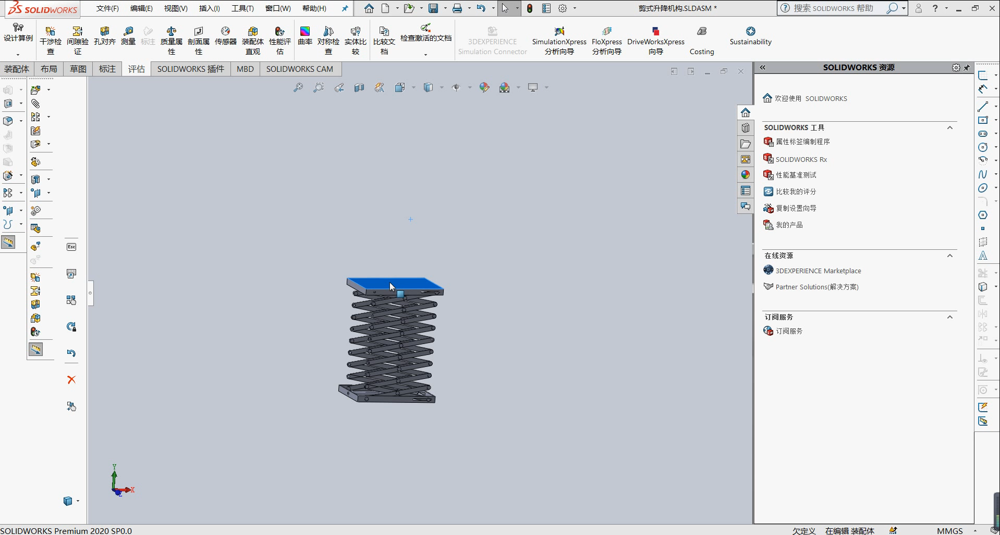 SOLIDWORKS
文件(F) 编辑(E) 视图(V) 插入(I) 工具(T) 窗口(W) 帮助(H)
剪式升降机构.SLDASM *
搜索 SOLIDWORKS 帮助
?
设计算例
干涉检查
间隙验证
孔对齐
测量
标注
质量属性
剖面属性
传感器
装配体直观
性能评估
曲率
对称检查
实体比较
比较文档
检查激活的文档
3DEXPERIENCE
Simulation Connector
SimulationXpress
分析向导
FloXpress
分析向导
DriveWorksXpress
向导
Costing
Sustainability
装配体 布局 草图 标注 评估 SOLIDWORKS 插件 MBD SOLIDWORKS CAM
SOLIDWORKS 资源
欢迎使用 SOLIDWORKS
SOLIDWORKS 工具
属性标签编制程序
SOLIDWORKS Rx
性能基准测试
比较我的评分
复制设置向导
我的产品
在线资源
3DEXPERIENCE Marketplace
Partner Solutions(解决方案)
订阅服务
订阅服务
Esc
Y
X
Z
SOLIDWORKS Premium 2020 SP0.0
欠定义 在编辑 装配体 MMGS